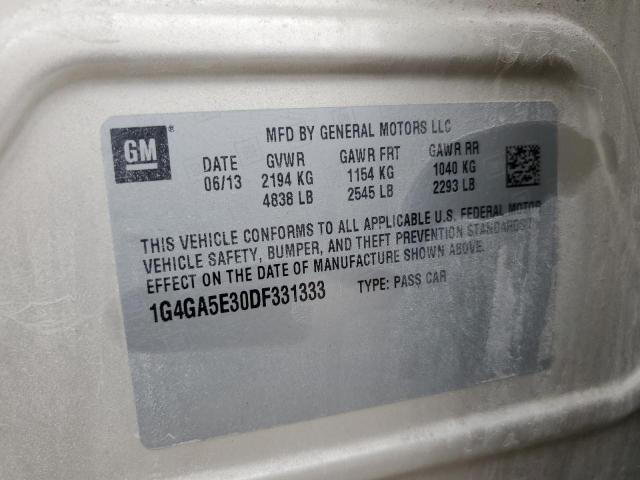 GM ®
MFD BY GENERAL MOTORS LLC
DATE GVWR GAWR FRT GAWR RR
06/13 2194 KG 1154 KG 1040 KG
4838 LB 2545 LB 2293 LB
THIS VEHICLE CONFORMS TO ALL APPLICABLE U.S. FEDERAL MOTOR
VEHICLE SAFETY, BUMPER, AND THEFT PREVENTION STANDARDS IN
EFFECT ON THE DATE OF MANUFACTURE SHOWN ABOVE.
1G4GA5E30DF331333 TYPE: PASS CAR